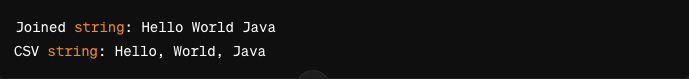 Joined string: Hello World Java
CSV string: Hello, World, Java